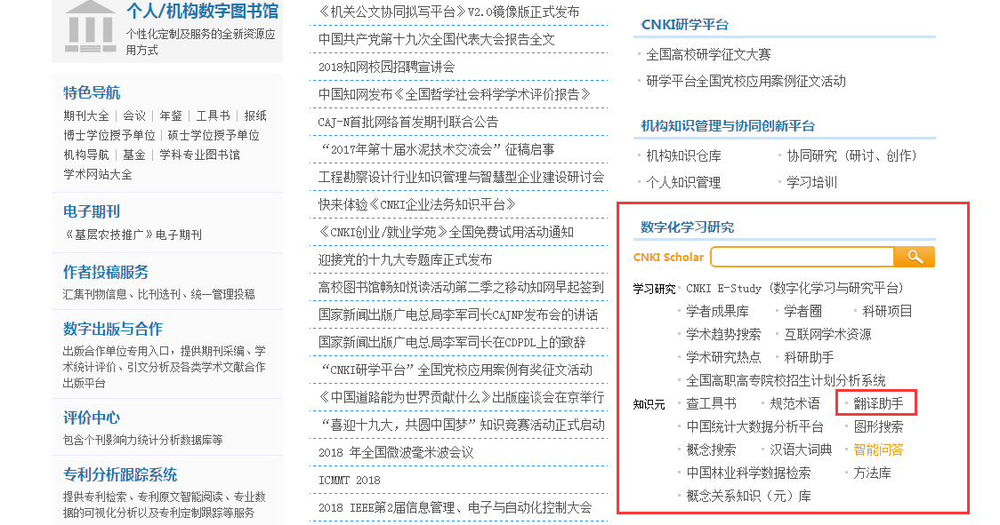 个人/机构数字图书馆
个性化定制及服务的全新资源应
用方式
特色导航
期刊大全 | 会议 | 年鉴 | 工具书 | 报纸
博士学位授予单位 | 硕士学位授予单位
机构导航 | 基金 | 学科专业图书馆
学术网站大全
电子期刊
《基层农技推广》电子期刊
作者投稿服务
汇集刊物信息、比刊选刊、统一管理投稿
数字出版与合作
出版合作单位专用入口，提供期刊采编、学
术统计评价、引文分析及各类学术文献合作
出版平台
评价中心
包含个刊影响力统计分析数据库等
专利分析跟踪系统
提供专利检索、专利原文智能阅读、专业数
据的可视化分析以及专利定制跟踪等服务
《机关公文协同拟写平台》V2.0镜像版正式发布
中国共产党第十九次全国代表大会报告全文
2018知网校园招聘宣讲会
中国知网发布《全国哲学社会科学学术评价报告》
CAJ-N首批网络首发期刊联合公告
“2017年第十届水泥技术交流会”征稿启事
工程勘察设计行业知识管理与智慧型企业建设研讨会
快来体验《CNKI企业法务知识平台》
《CNKI创业/就业学苑》全国免费试用活动通知
迎接党的十九大专题库正式发布
高校图书馆畅知悦读活动第二季之移动知网早起签到
国家新闻出版广电总局李军司长CAJNP发布会的讲话
国家新闻出版广电总局李军司长在CDPDL上的致辞
“CNKI研学平台”全国党校应用案例有奖征文活动
《中国道路能为世界贡献什么》出版座谈会在京举行
“喜迎十九大，共圆中国梦”知识竞赛活动正式启动
2018 年全国微波毫米波会议
ICMMT 2018
2018 IEEE第2届信息管理、电子与自动化控制大会
CNKI研学平台
全国高校研学征文大赛
研学平台全国党校应用案例征文活动
机构知识管理与协同创新平台
机构知识仓库 协同研究（研讨、创作）
个人知识管理 学习培训
数字化学习研究
CNKI Scholar
学习研究 CNKI E-Study (数字化学习与研究平台)
学者成果库 学者圈 科研项目
学术趋势搜索 互联网学术资源
学术研究热点 科研助手
全国高职高专院校招生计划分析系统
知识元 查工具书 规范术语 翻译助手
中国统计大数据分析平台 图形搜索
概念搜索 汉语大词典 智能问答
中国林业科学数据检索 方法库
概念关系知识（元）库